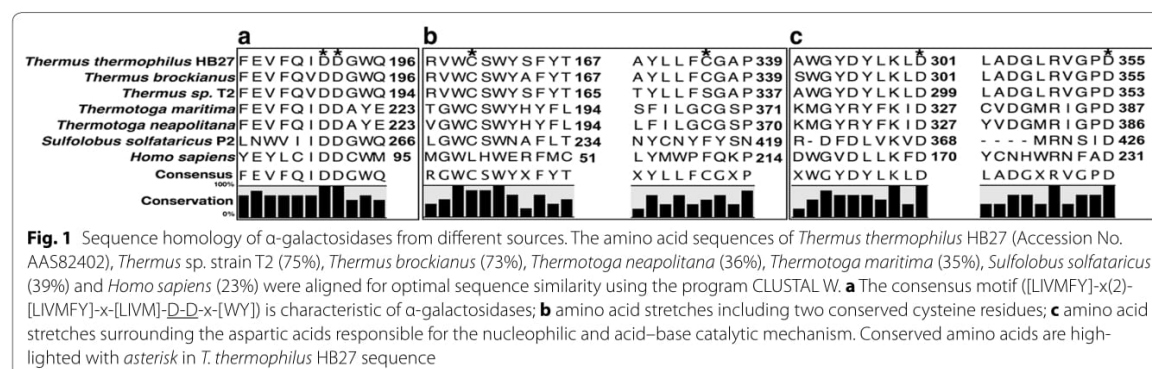 a b c
* * * * * *
Thermus thermophilus HB27 FEVFQIDDGWQ 196 RVWCSWYSFYT 167 AYLLFCGAP 339 AWGYDYLKLD 301 LADGLRVGPD 355
Thermus brockianus FEVFQVDDGWQ 196 RVWCSWYAFYT 167 AYLLFCGAP 339 SWGYDYLKLD 301 LADGLRVGPD 355
Thermus sp. T2 FEVFQVDDGWQ 194 RVWCSWYSFYT 165 TYLLFSGAP 337 AWGYDYLKLD 299 LADGLRVGPD 353
Thermotoga maritima FEVFQIDDAYE 223 TGWCSWYHYFL 194 SFILGCGSP 371 KMGYRYIKID 327 CVDGMRIGPD 387
Thermotoga neapolitana FEVFQIDDAYE 223 VGWCSWYHYFL 194 LFILGCGSP 370 KMGYRYFKID 327 YVDGMRIGPD 386
Sulfolobus solfataricus P2 LNWVIIDDGWQ 266 LGWCSWNAFLT 234 NYCNYFYSN 419 R-DFDLVKVD 368 ----MRNSID 426
Homo sapiens YEYLCIDDCWM 95 MGWLHWERFMC 51 LYMWPFQKP 214 DWGVDLLKFD 170 YCNHWRNFAD 231
Consensus FEVFQIDDGWQ RGWCSWYXFYT XYLLFCGXP XWGYDYLKLD LADGXRVGPD
100%
Conservation
0%
Fig. 1 Sequence homology of α-galactosidases from different sources. The amino acid sequences of Thermus thermophilus HB27 (Accession No.
AAS82402), Thermus sp. strain T2 (75%), Thermus brockianus (73%), Thermotoga neapolitana (36%), Thermotoga maritima (35%), Sulfolobus solfataricus
(39%) and Homo sapiens (23%) were aligned for optimal sequence similarity using the program CLUSTAL W. a The consensus motif ([LIVMFY]-x(2)-
[LIVMFY]-x-[LIVM]-D-D-x-[WY]) is characteristic of α-galactosidases; b amino acid stretches including two conserved cysteine residues; c amino acid
stretches surrounding the aspartic acids responsible for the nucleophilic and acid–base catalytic mechanism. Conserved amino acids are high-
lighted with asterisk in T. thermophilus HB27 sequence